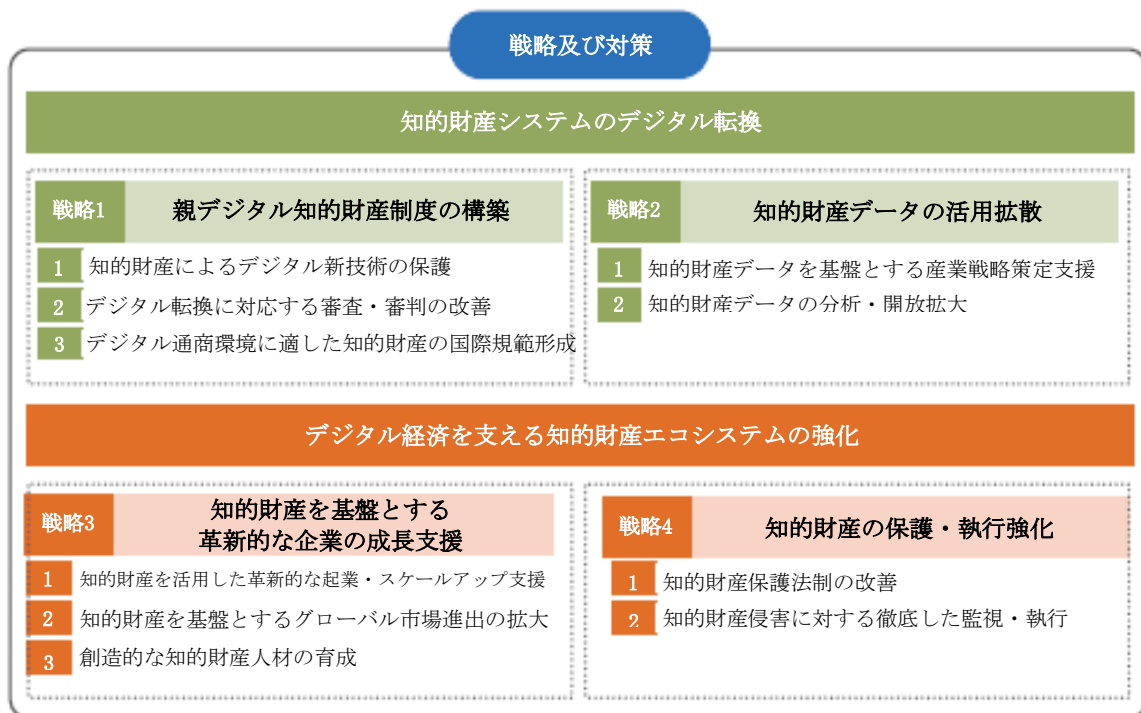 戦略及び対策
知的財産システムのデジタル転換
戦略1
親デジタル知的財産制度の構築
1 知的財産によるデジタル新技術の保護
2 デジタル転換に対応する審査・審判の改善
3 デジタル通商環境に適した知的財産の国際規範形成
戦略2
知的財産データの活用拡散
1 知的財産データを基盤とする産業戦略策定支援
2 知的財産データの分析・開放拡大
デジタル経済を支える知的財産エコシステムの強化
戦略3
知的財産を基盤とする
革新的な企業の成長支援
1 知的財産を活用した革新的な起業・スケールアップ支援
2 知的財産を基盤とするグローバル市場進出の拡大
3 創造的な知的財産人材の育成
戦略4
知的財産の保護・執行強化
1 知的財産保護法制の改善
2 知的財産侵害に対する徹底した監視・執行